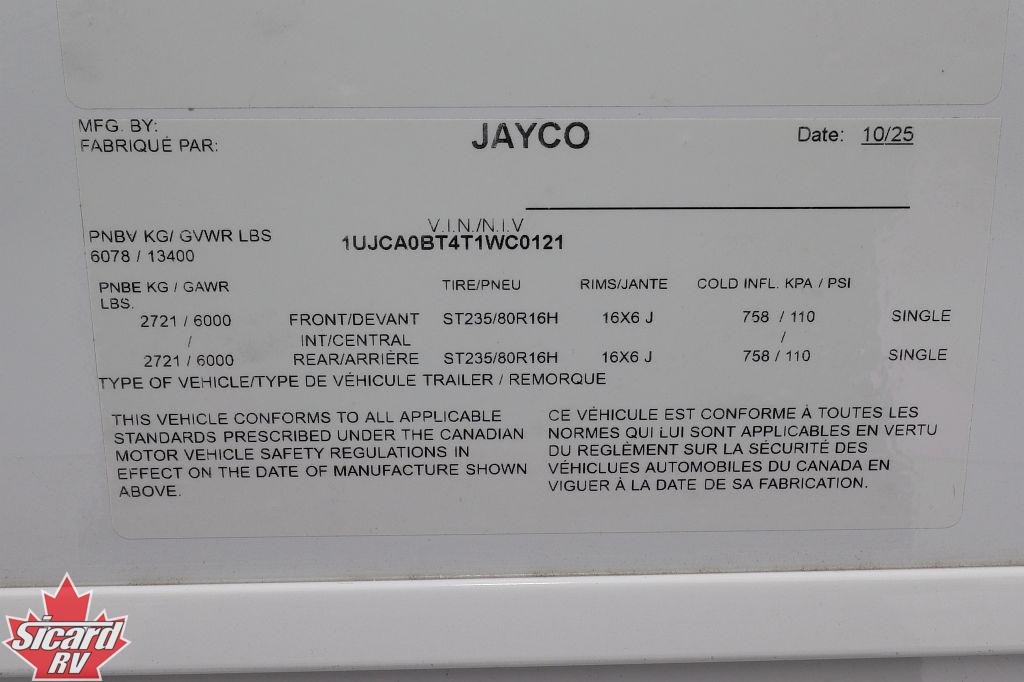 MFG. BY:
FABRIQUÉ PAR:
JAYCO
Date: 10/25
V.I.N./N.I.V
PNBV KG/ GVWR LBS
6078 / 13400
1UJCA0BT4T1WC0121
PNBE KG / GAWR LBS. TIRE/PNEU RIMS/JANTE COLD INFL. KPA / PSI
2721 / 6000 FRONT/DEVANT ST235/80R16H 16X6 J 758 / 110 SINGLE
/ INT/CENTRAL /
2721 / 6000 REAR/ARRIÈRE ST235/80R16H 16X6 J 758 / 110 SINGLE
TYPE OF VEHICLE/TYPE DE VÉHICULE TRAILER / REMORQUE
THIS VEHICLE CONFORMS TO ALL APPLICABLE
STANDARDS PRESCRIBED UNDER THE CANADIAN
MOTOR VEHICLE SAFETY REGULATIONS IN
EFFECT ON THE DATE OF MANUFACTURE SHOWN
ABOVE.
CE VÉHICULE EST CONFORME À TOUTES LES
NORMES QUI LUI SONT APPLICABLES EN VERTU
DU REGLÈMENT SUR LA SÉCURITÉ DES
VÉHICLUES AUTOMOBILES DU CANADA EN
VIGUER À LA DATE DE SA FABRICATION.
Sicard
RV